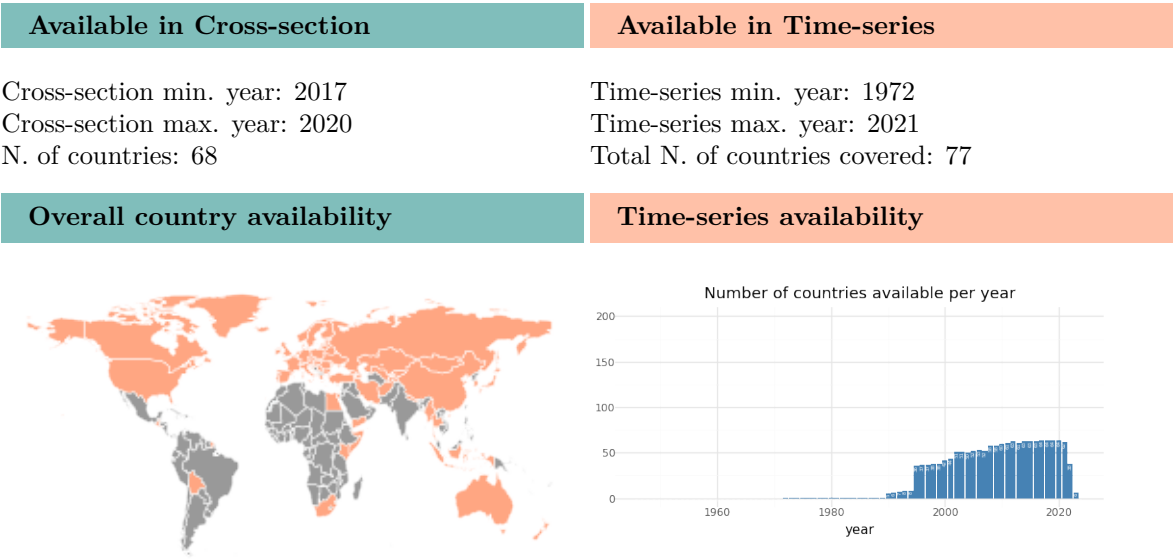 Available in Cross-section
Available in Time-series
Cross-section min. year: 2017
Cross-section max. year: 2020
N. of countries: 68
Time-series min. year: 1972
Time-series max. year: 2021
Total N. of countries covered: 77
Overall country availability
Time-series availability
Number of countries available per year
200
150
100
50
0
1960
1980
2000
2020
year